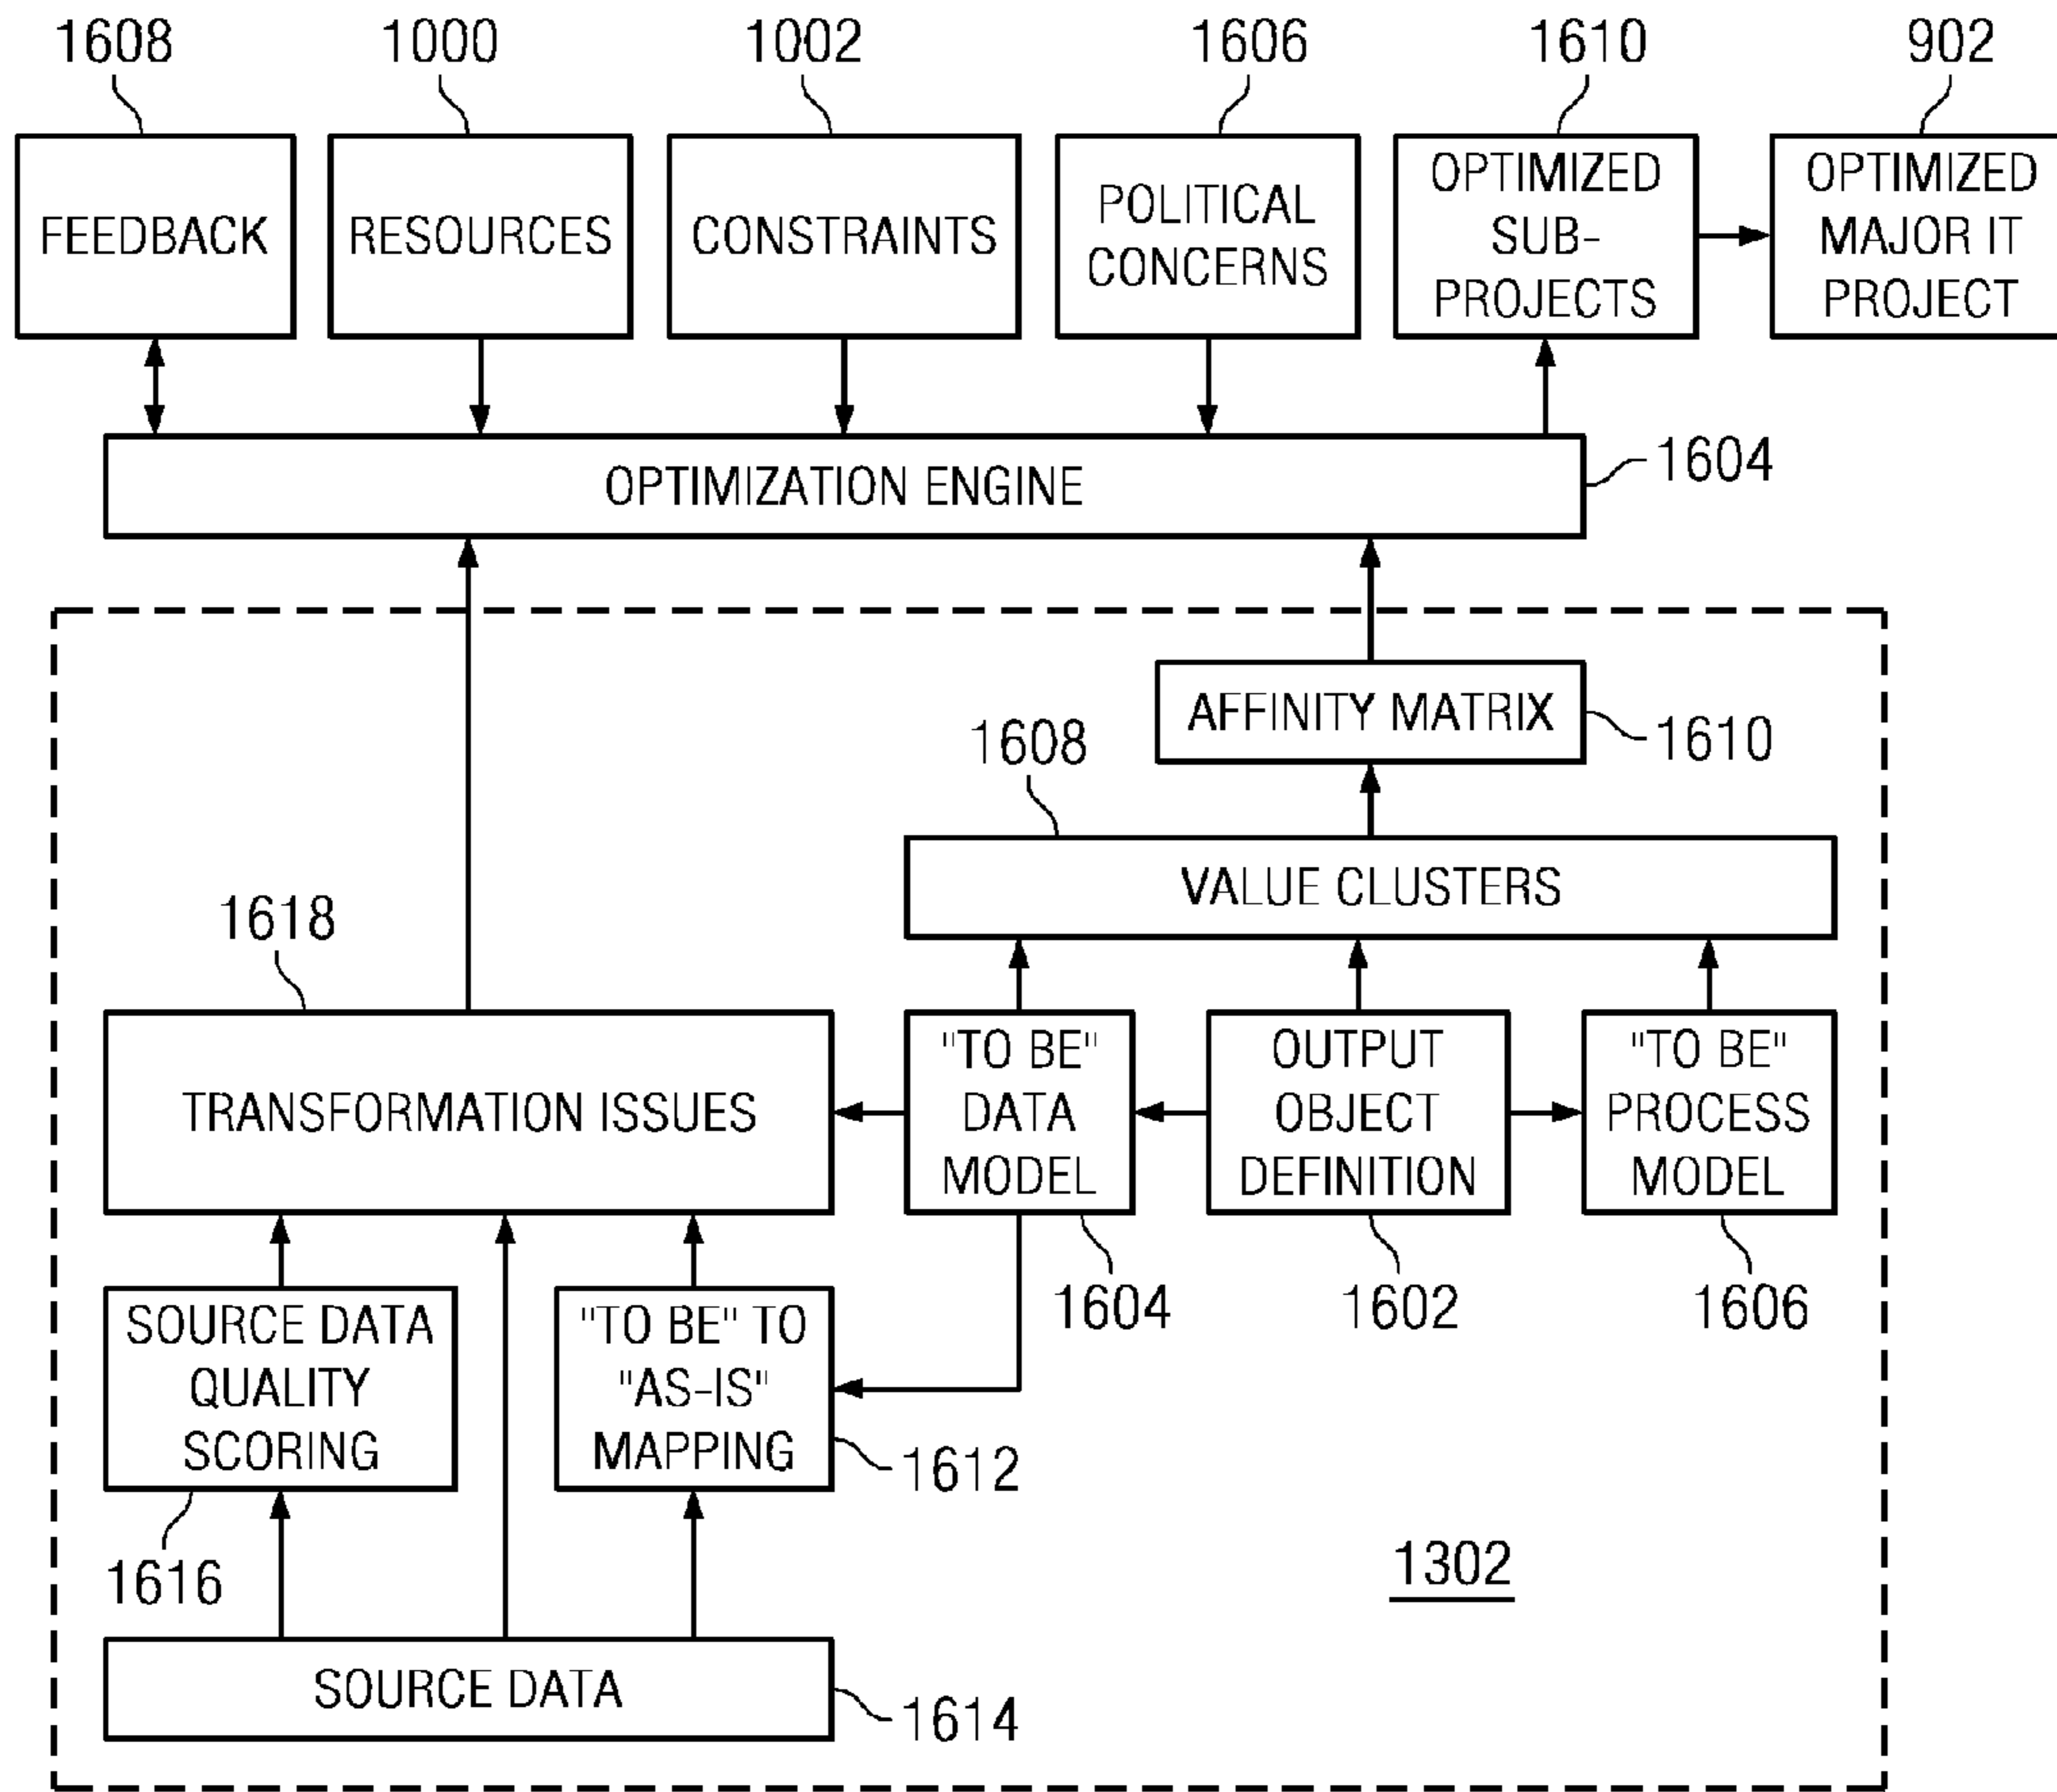 1608
1000
1002
1606
1610
902
FEEDBACK
RESOURCES
CONSTRAINTS
POLITICAL
CONCERNS
OPTIMIZED
SUB-
PROJECTS
OPTIMIZED
MAJOR IT
PROJECT
OPTIMIZATION ENGINE
1604
AFFINITY MATRIX
1610
1608
VALUE CLUSTERS
1618
TRANSFORMATION ISSUES
"TO BE"
DATA
MODEL
OUTPUT
OBJECT
DEFINITION
"TO BE"
PROCESS
MODEL
1604
1602
1606
SOURCE DATA
QUALITY
SCORING
"TO BE" TO
"AS-IS"
MAPPING
1612
1616
1302
SOURCE DATA
1614